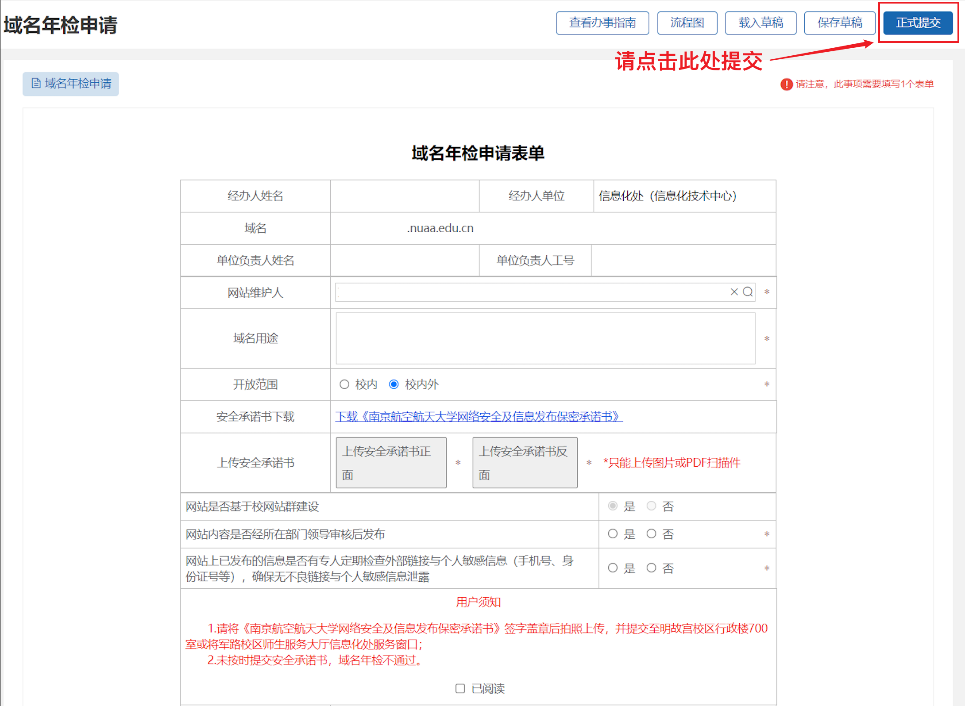 域名年检申请
查看办事指南 流程图 载入草稿 保存草稿 正式提交
请点击此处提交
域名年检申请
请注意，此事项需要填写1个表单
域名年检申请表单
经办人姓名 经办人单位 信息化处（信息化技术中心）
域名 .nuaa.edu.cn
单位负责人姓名 单位负责人工号
网站维护人 *
域名用途 *
开放范围 校内 校内外 *
安全承诺书下载 下载《南京航空航天大学网络安全及信息发布保密承诺书》
上传安全承诺书 上传安全承诺书正面 * 上传安全承诺书反面 * *只能上传图片或PDF扫描件
网站是否基于校网站群建设 是 否
网站内容是否经所在部门领导审核后发布 是 否 *
网站上已发布的信息是否有专人定期检查外部链接与个人敏感信息（手机号、身
份证号等），确保无不良链接与个人敏感信息泄露 是 否 *
用户须知
1.请将《南京航空航天大学网络安全及信息发布保密承诺书》签字盖章后拍照上传，并提交至明故宫校区行政楼700
室或将军路校区师生服务大厅信息化处服务窗口；
2.未按时提交安全承诺书，域名年检不通过。
已阅读